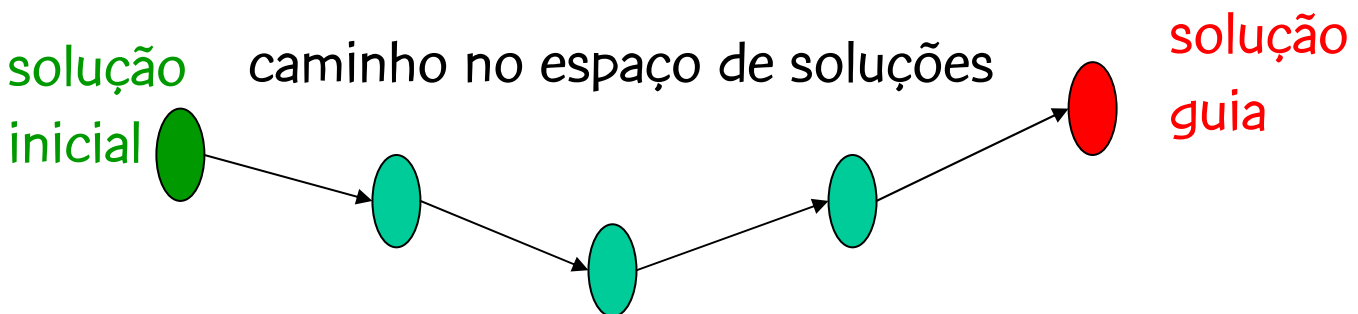 solução
inicial
caminho no espaço de soluções
solução
guia